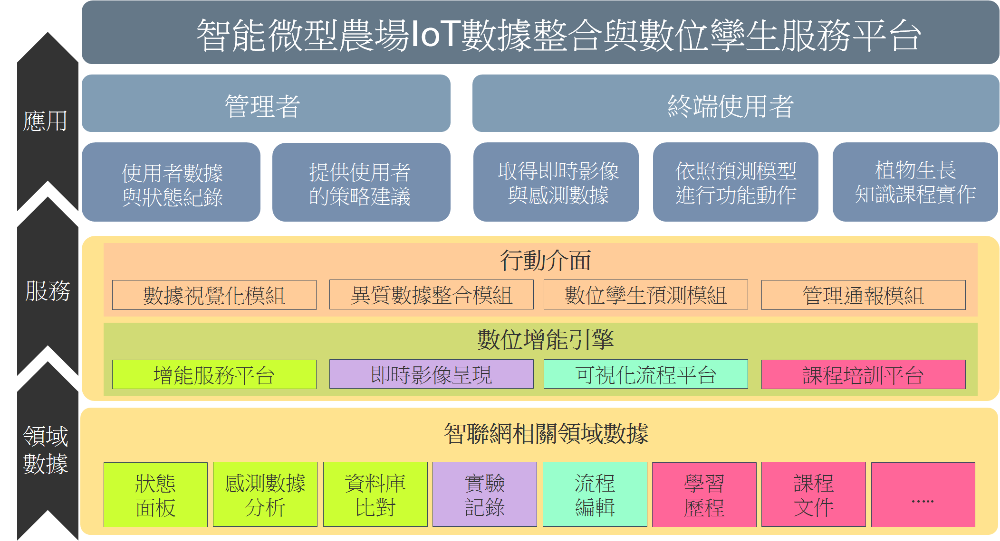 智能微型農場IoT數據整合與數位孿生服務平台
應用
管理者
終端使用者
使用者數據
與狀態紀錄
提供使用者
的策略建議
取得即時影像
與感測數據
依照預測模型
進行功能動作
植物生長
知識課程實作
服務
行動介面
數據視覺化模組
異質數據整合模組
數位孿生預測模組
管理通報模組
數位增能引擎
增能服務平台
即時影像呈現
可視化流程平台
課程培訓平台
領域
數據
智聯網相關領域數據
狀態
面板
感測數據
分析
資料庫
比對
實驗
記錄
流程
編輯
學習
歷程
課程
文件
.....